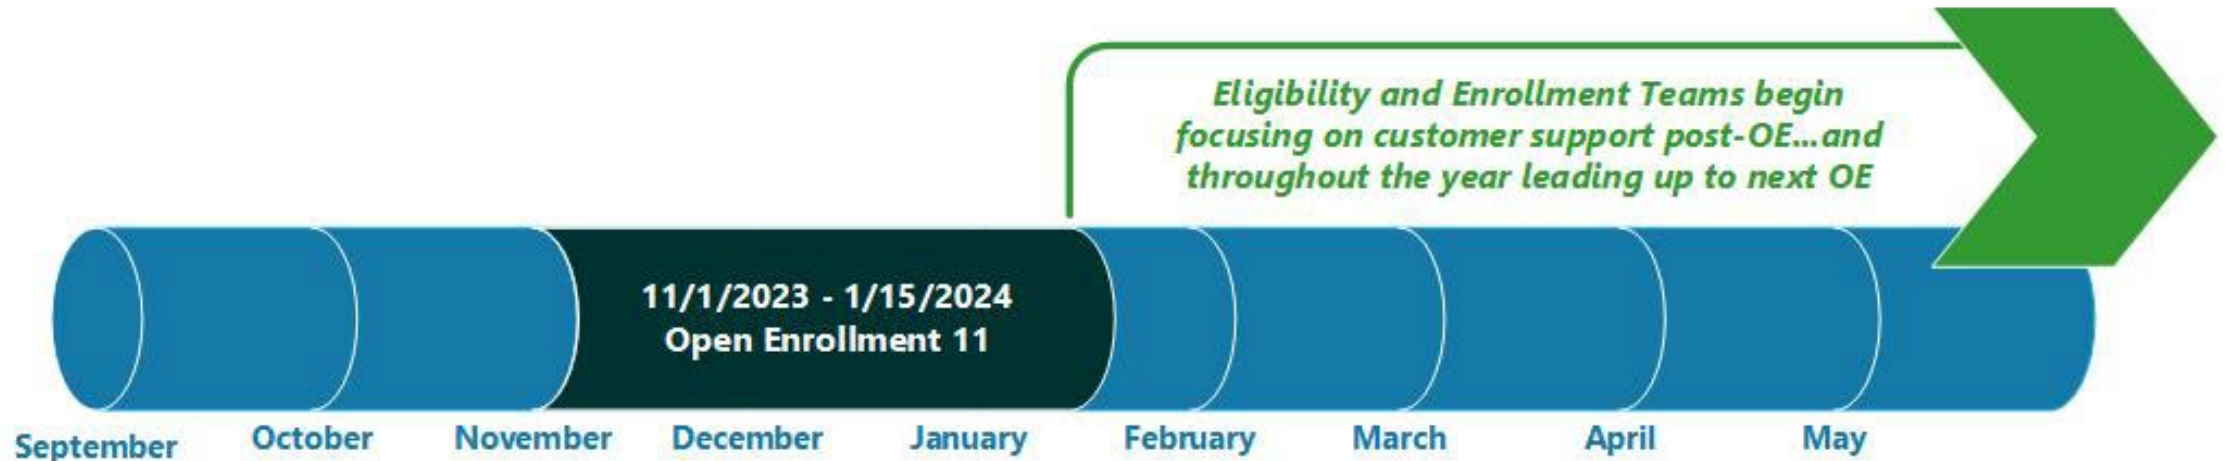 Eligibility and Enrollment Teams begin
focusing on customer support post-OE...and
throughout the year leading up to next OE
11/1/2023 - 1/15/2024
Open Enrollment 11
September
October
November
December
January
February
March
April
May